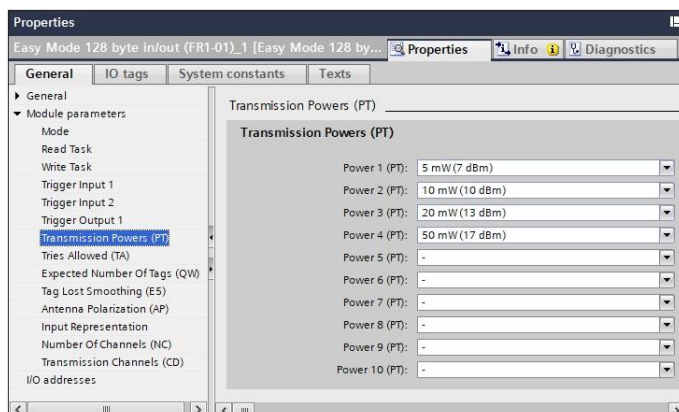 Properties
Easy Mode 128 byte in/out (FR1-01)_1 [Easy Mode 128 by...
Properties
Info
Diagnostics
General
IO tags
System constants
Texts
General
Module parameters
Mode
Read Task
Write Task
Trigger Input 1
Trigger Input 2
Trigger Output 1
Transmission Powers (PT)
Tries Allowed (TA)
Expected Number Of Tags (QW)
Tag Lost Smoothing (E5)
Antenna Polarization (AP)
Input Representation
Number Of Channels (NC)
Transmission Channels (CD)
I/O addresses
Transmission Powers (PT)
Transmission Powers (PT)
Power 1 (PT): 5 mW (7 dBm)
Power 2 (PT): 10 mW (10 dBm)
Power 3 (PT): 20 mW (13 dBm)
Power 4 (PT): 50 mW (17 dBm)
Power 5 (PT): -
Power 6 (PT): -
Power 7 (PT): -
Power 8 (PT): -
Power 9 (PT): -
Power 10 (PT): -